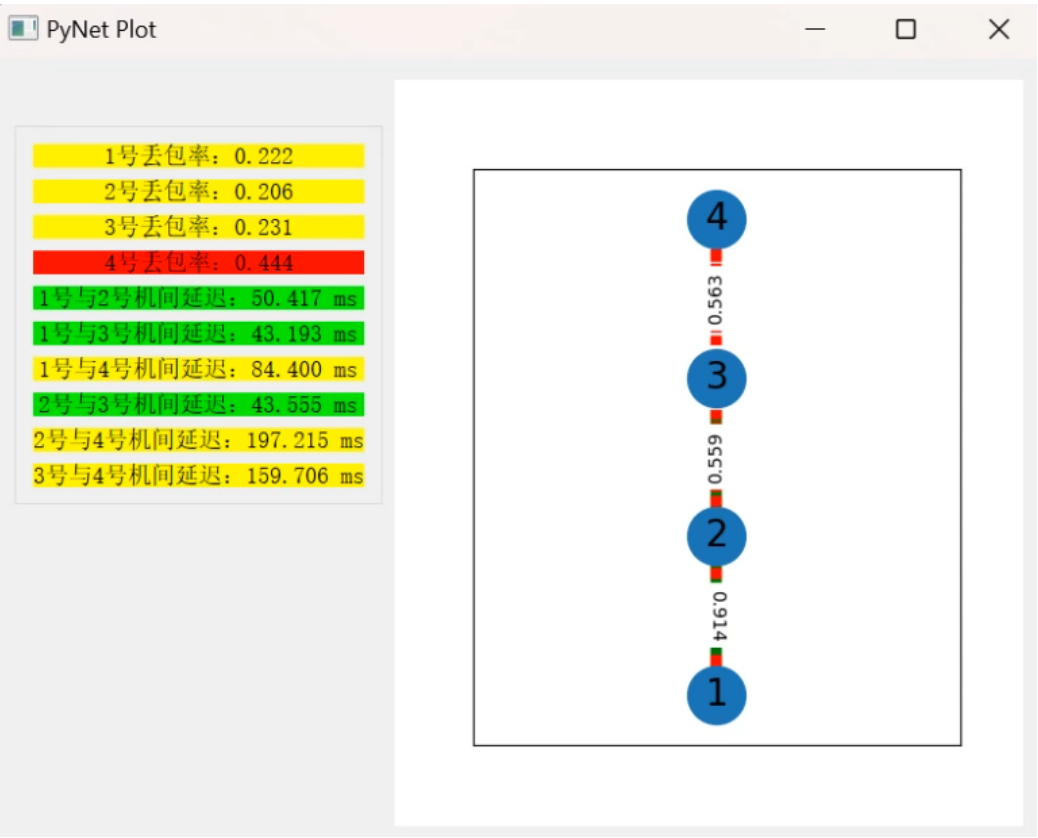 PyNet Plot
1号丢包率：0.222
2号丢包率：0.206
3号丢包率：0.231
4号丢包率：0.444
1号与2号机间延迟：50.417 ms
1号与3号机间延迟：43.193 ms
1号与4号机间延迟：84.400 ms
2号与3号机间延迟：43.555 ms
2号与4号机间延迟：197.215 ms
3号与4号机间延迟：159.706 ms
4
0.593
3
0.559
2
0.914
1